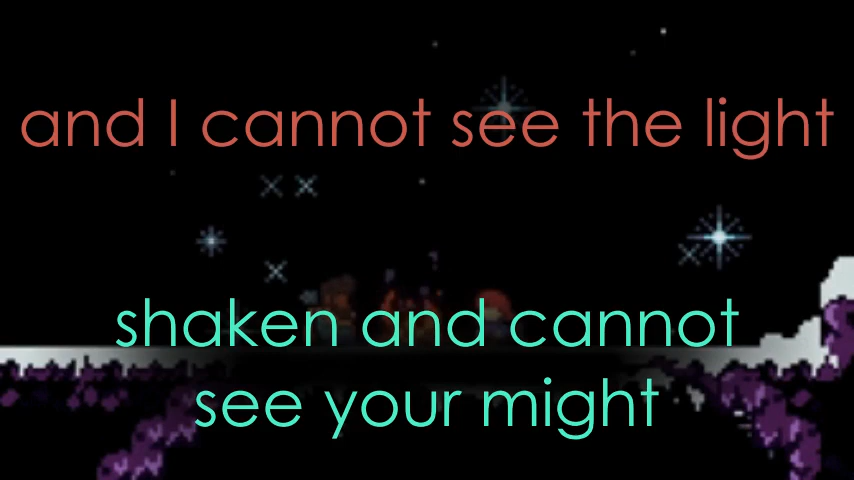 and I cannot see the light
shaken and cannot
see your might